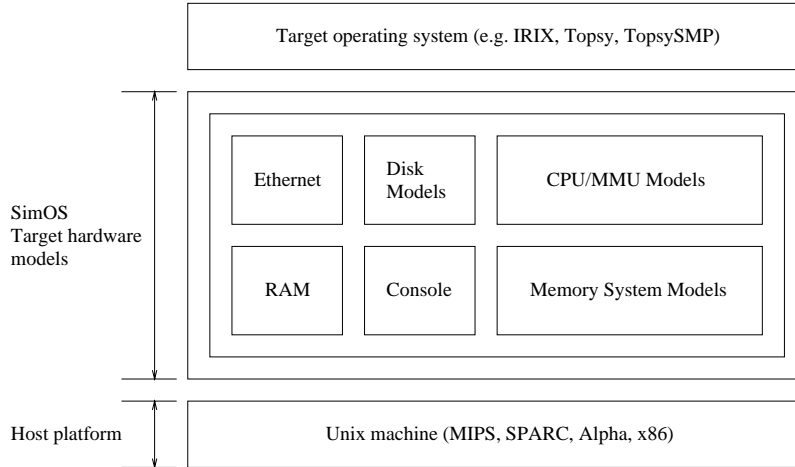 Target operating system (e.g. IRIX, Topsy, TopsySMP)
SimOS
Target hardware
models
Ethernet
Disk
Models
CPU/MMU Models
RAM
Console
Memory System Models
Host platform
Unix machine (MIPS, SPARC, Alpha, x86)